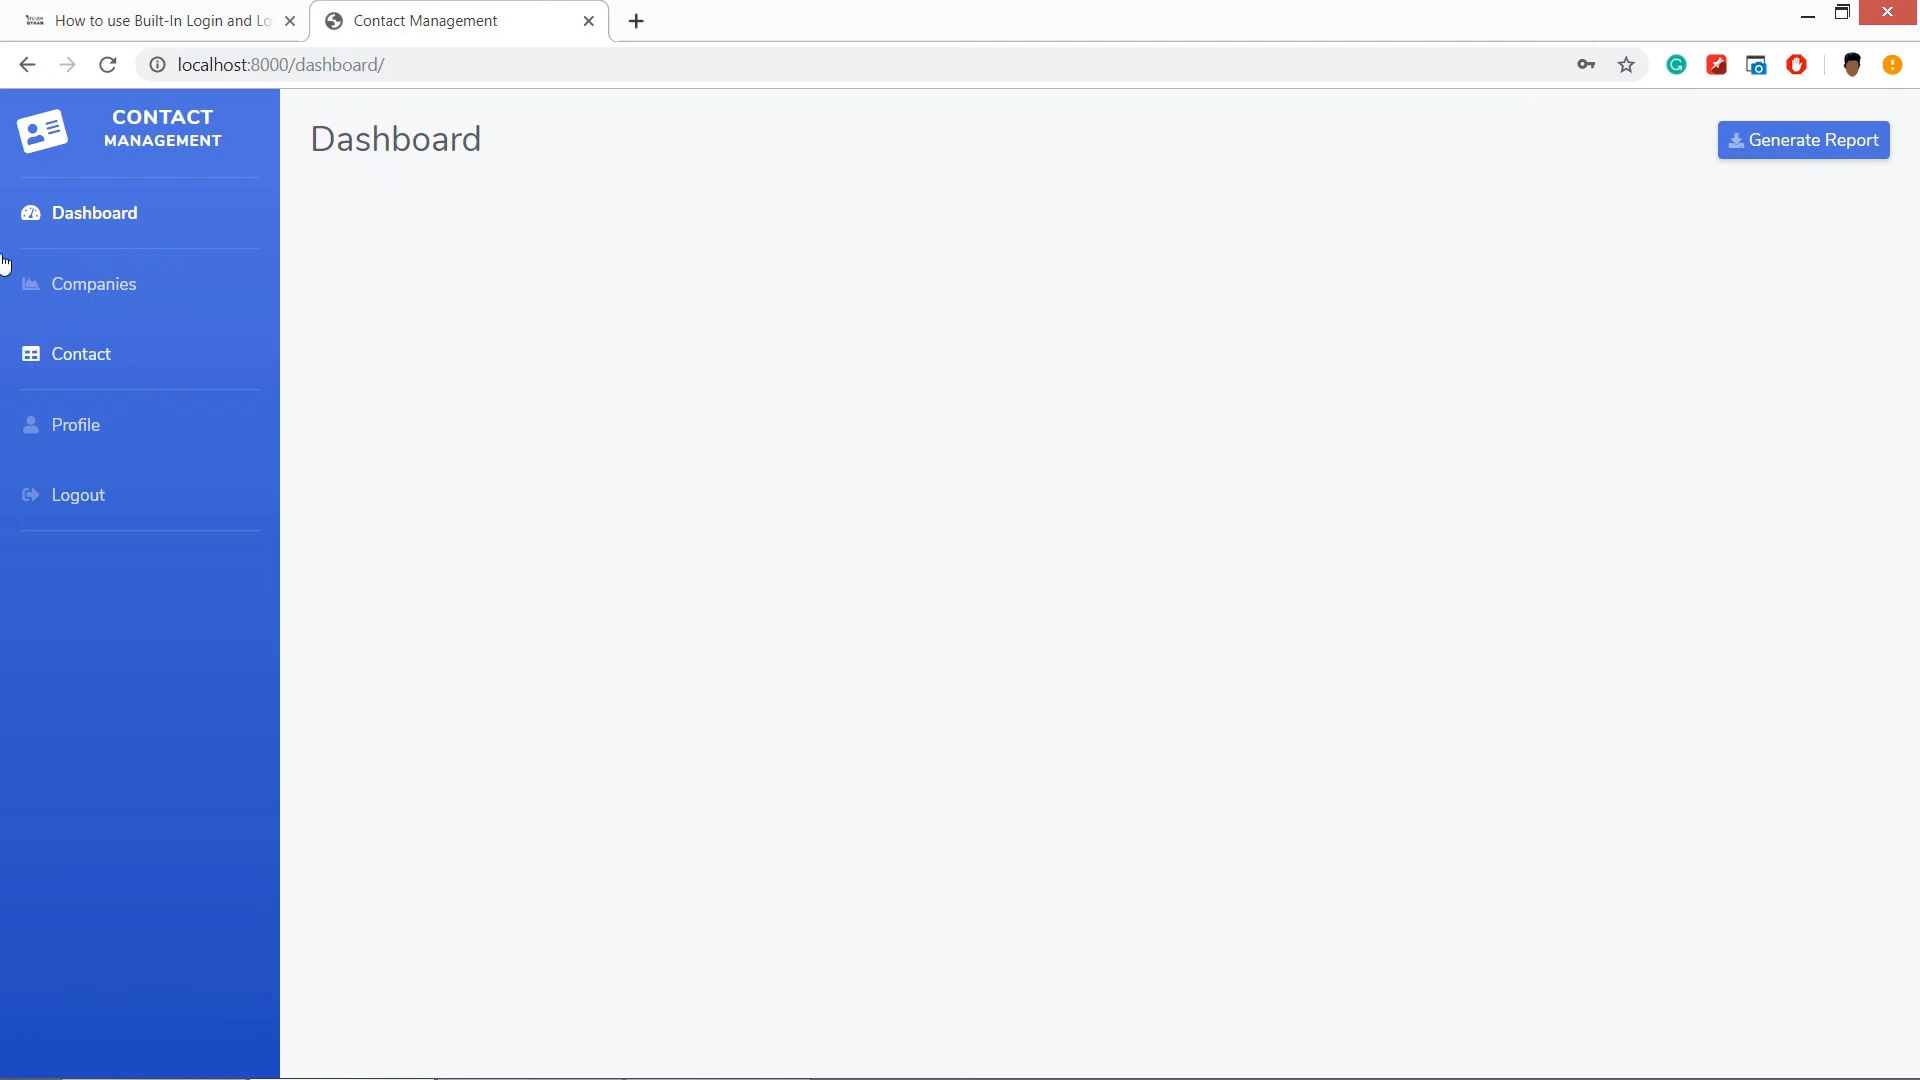 How to use Built-In Login and Lo
Contact Management
localhost:8000/dashboard/
CONTACT
MANAGEMENT
Dashboard
Generate Report
Dashboard
Companies
Contact
Profile
Logout